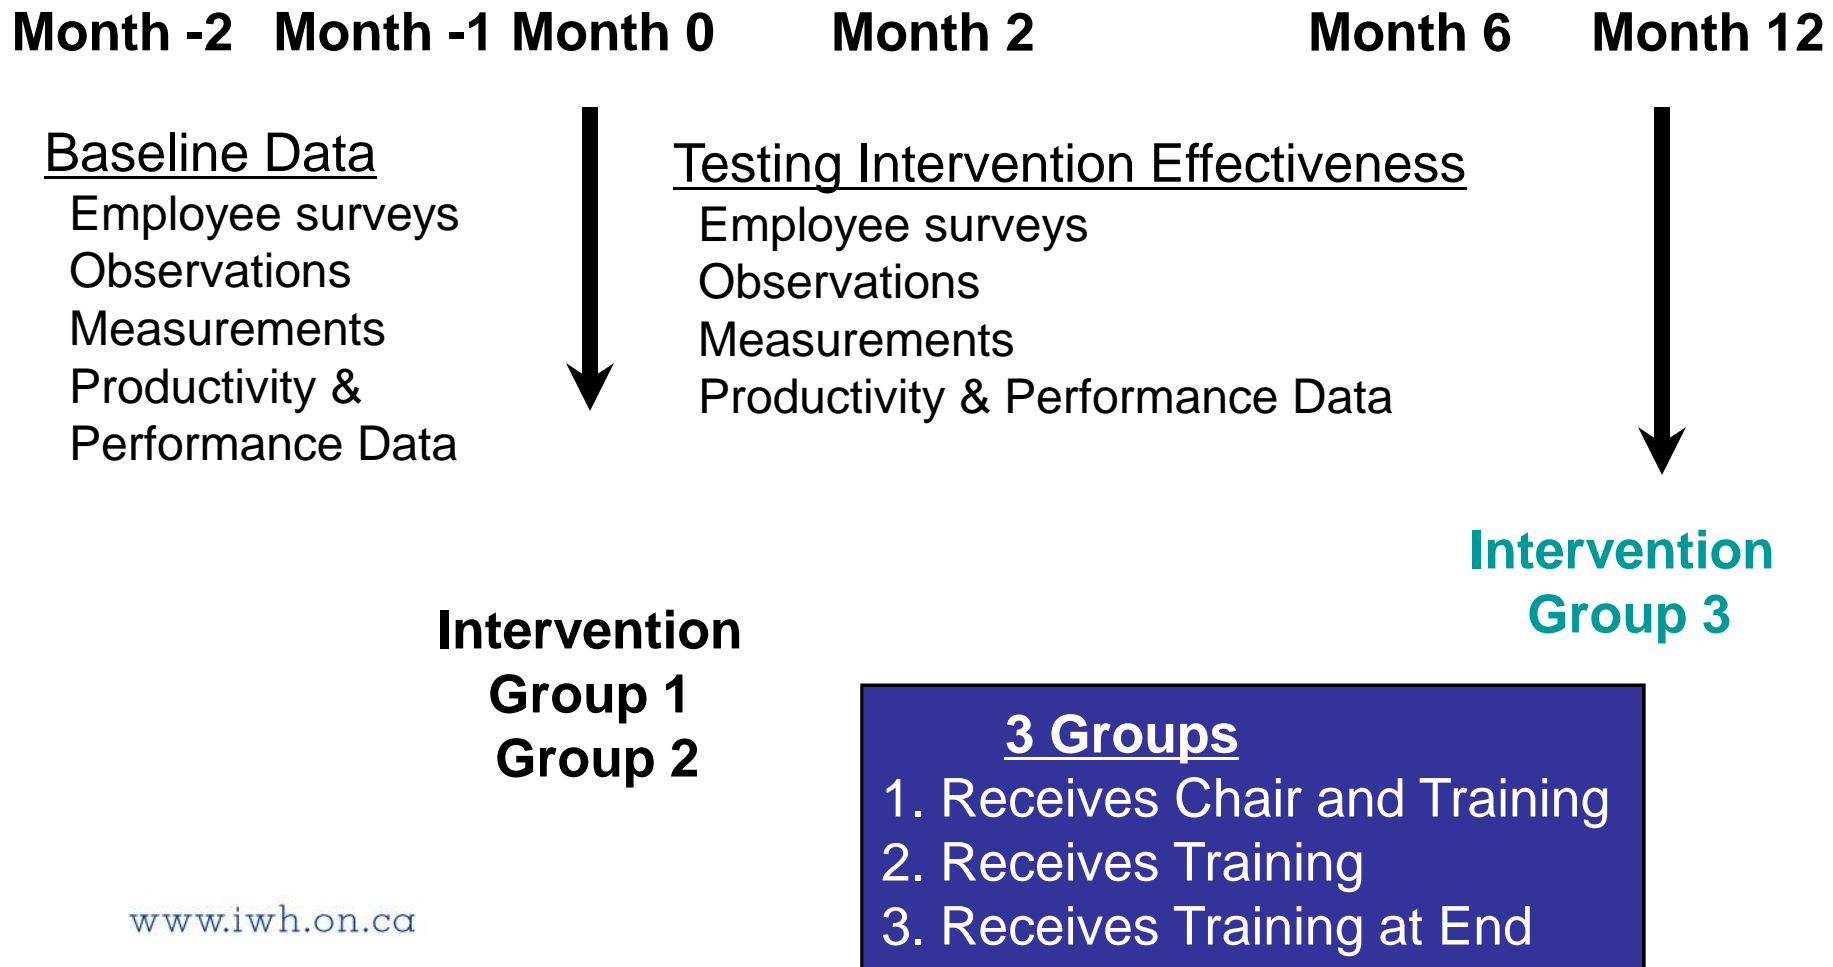 Month -2 Month -1 Month 0 Month 2 Month 6 Month 12
Baseline Data
Employee surveys
Observations
Measurements
Productivity &
Performance Data
Testing Intervention Effectiveness
Employee surveys
Observations
Measurements
Productivity & Performance Data
Intervention
Group 1
Group 2
Intervention
Group 3
3 Groups
1. Receives Chair and Training
2. Receives Training
3. Receives Training at End
www.iwh.on.ca